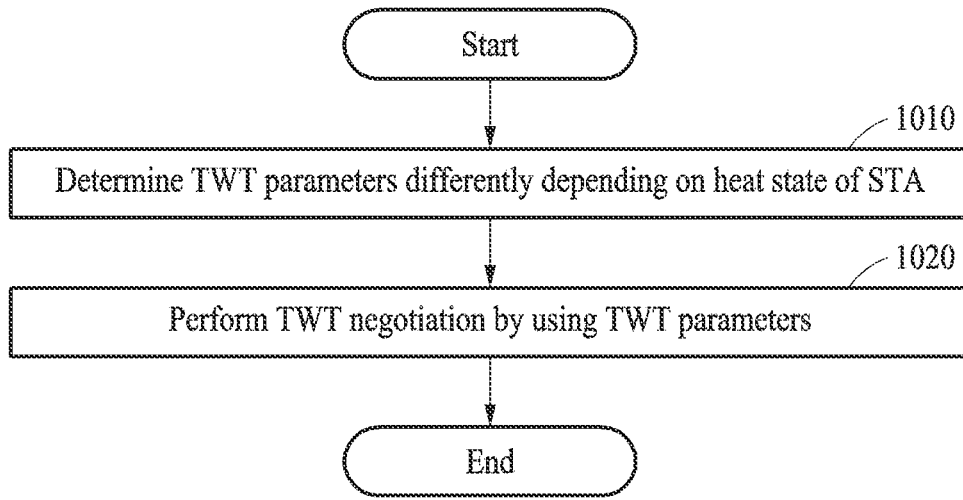 Start
1010
Determine TWT parameters differently depending on heat state of STA
1020
Perform TWT negotiation by using TWT parameters
End